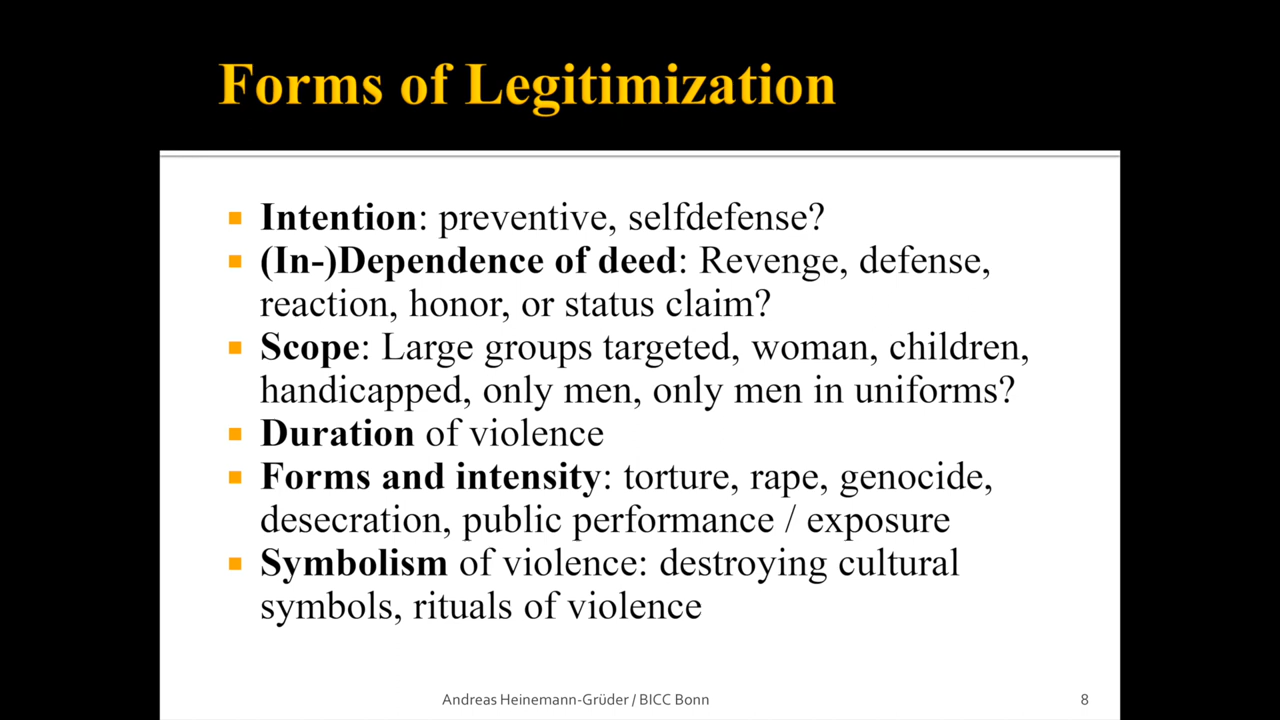 Forms of Legitimization
Intention: preventive, selfdefense?
(In-)Dependence of deed: Revenge, defense,
reaction, honor, or status claim?
Scope: Large groups targeted, woman, children,
handicapped, only men, only men in uniforms?
Duration of violence
Forms and intensity: torture, rape, genocide,
desecration, public performance / exposure
Symbolism of violence: destroying cultural
symbols, rituals of violence
Andreas Heinemann-Grüder / BICC Bonn
8